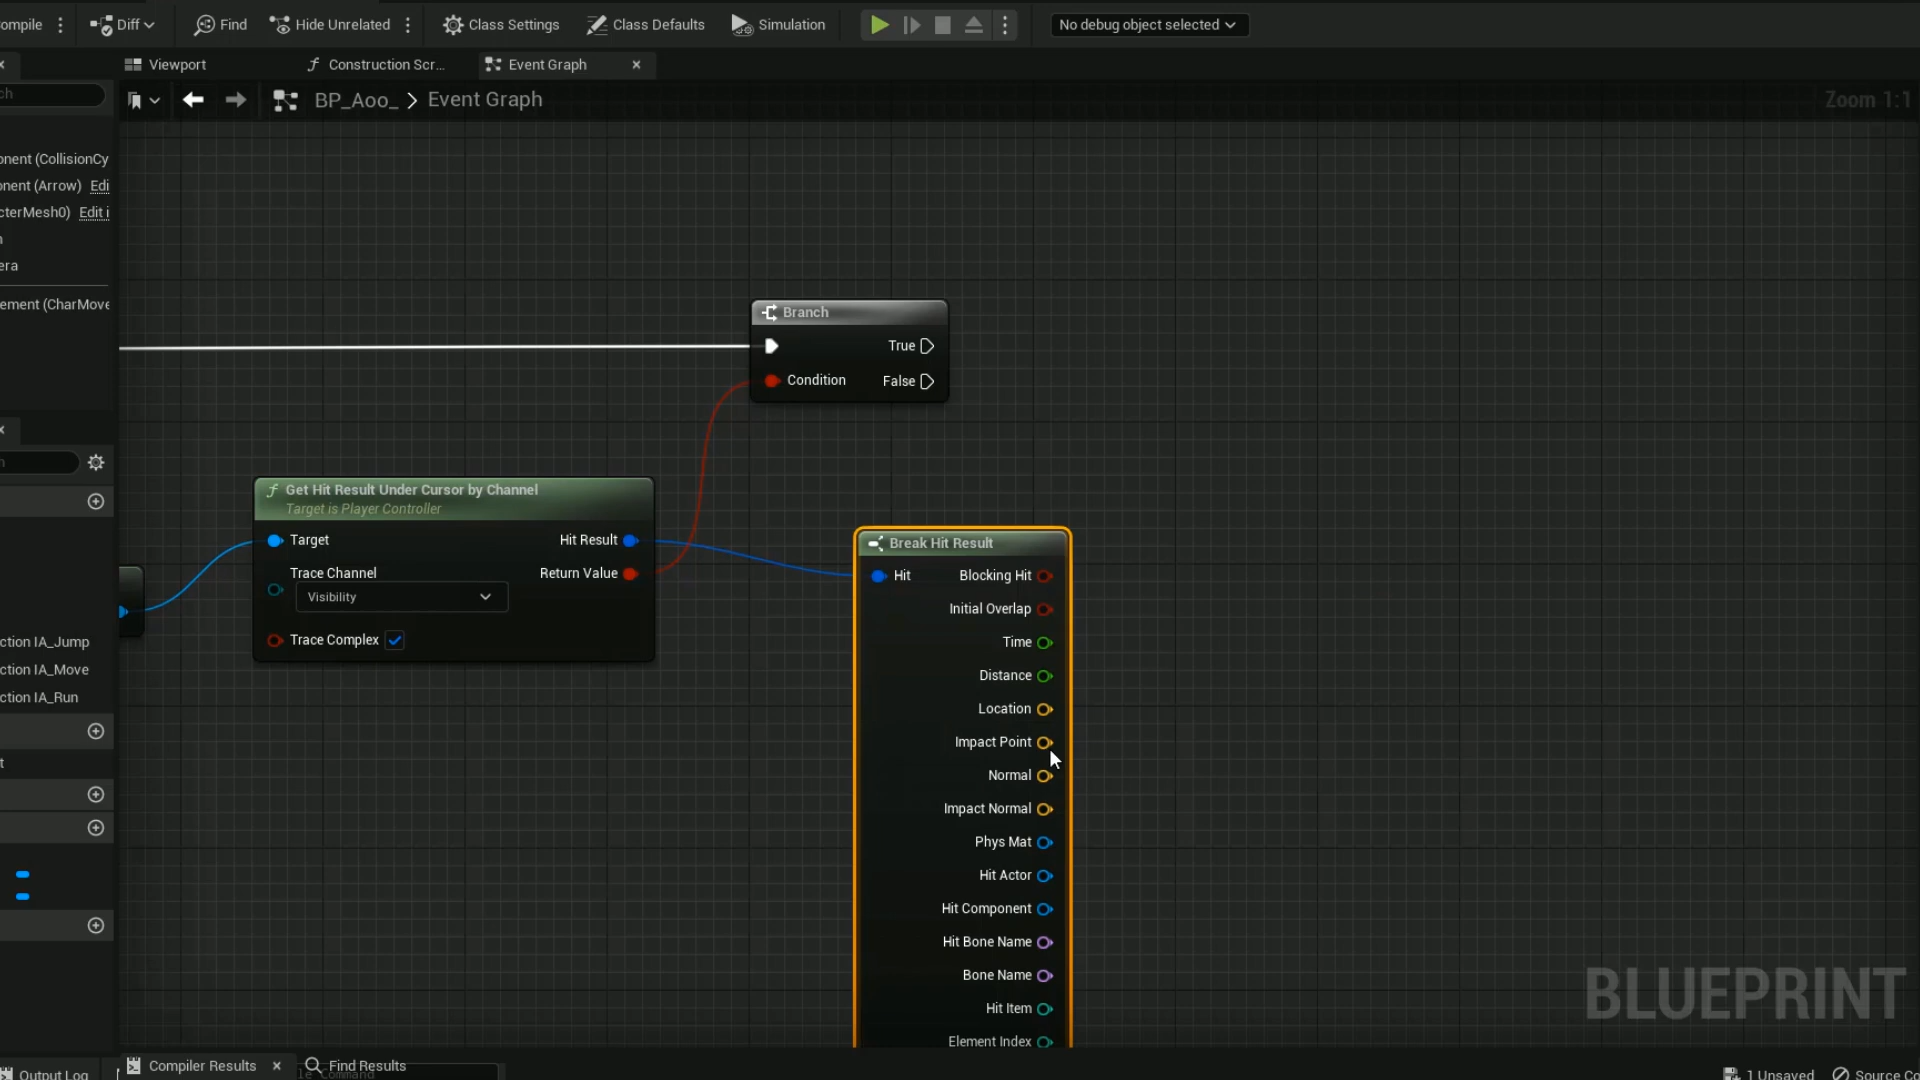 ompile
Diff
Find
Hide Unrelated
Class Settings
Class Defaults
Simulation
No debug object selected
Viewport
Construction Scr...
Event Graph
ch
BP_Aoo_ > Event Graph
Zoom 1:1
onent (CollisionCy
onent (Arrow) Edi
cterMesh0) Edit i
n
era
ement (CharMove
Branch
True
Condition
False
n
Get Hit Result Under Cursor by Channel
Target is Player Controller
Target
Hit Result
Trace Channel
Return Value
Visibility
Trace Complex
Break Hit Result
Hit
Blocking Hit
Initial Overlap
Time
Distance
Location
Impact Point
Normal
Impact Normal
Phys Mat
Hit Actor
Hit Component
Hit Bone Name
Bone Name
Hit Item
Element Index
ction IA_Jump
ction IA_Move
ction IA_Run
t
BLUEPRINT
Output Log
Compiler Results
Find Results
le Command
1 Unsaved
Source Co